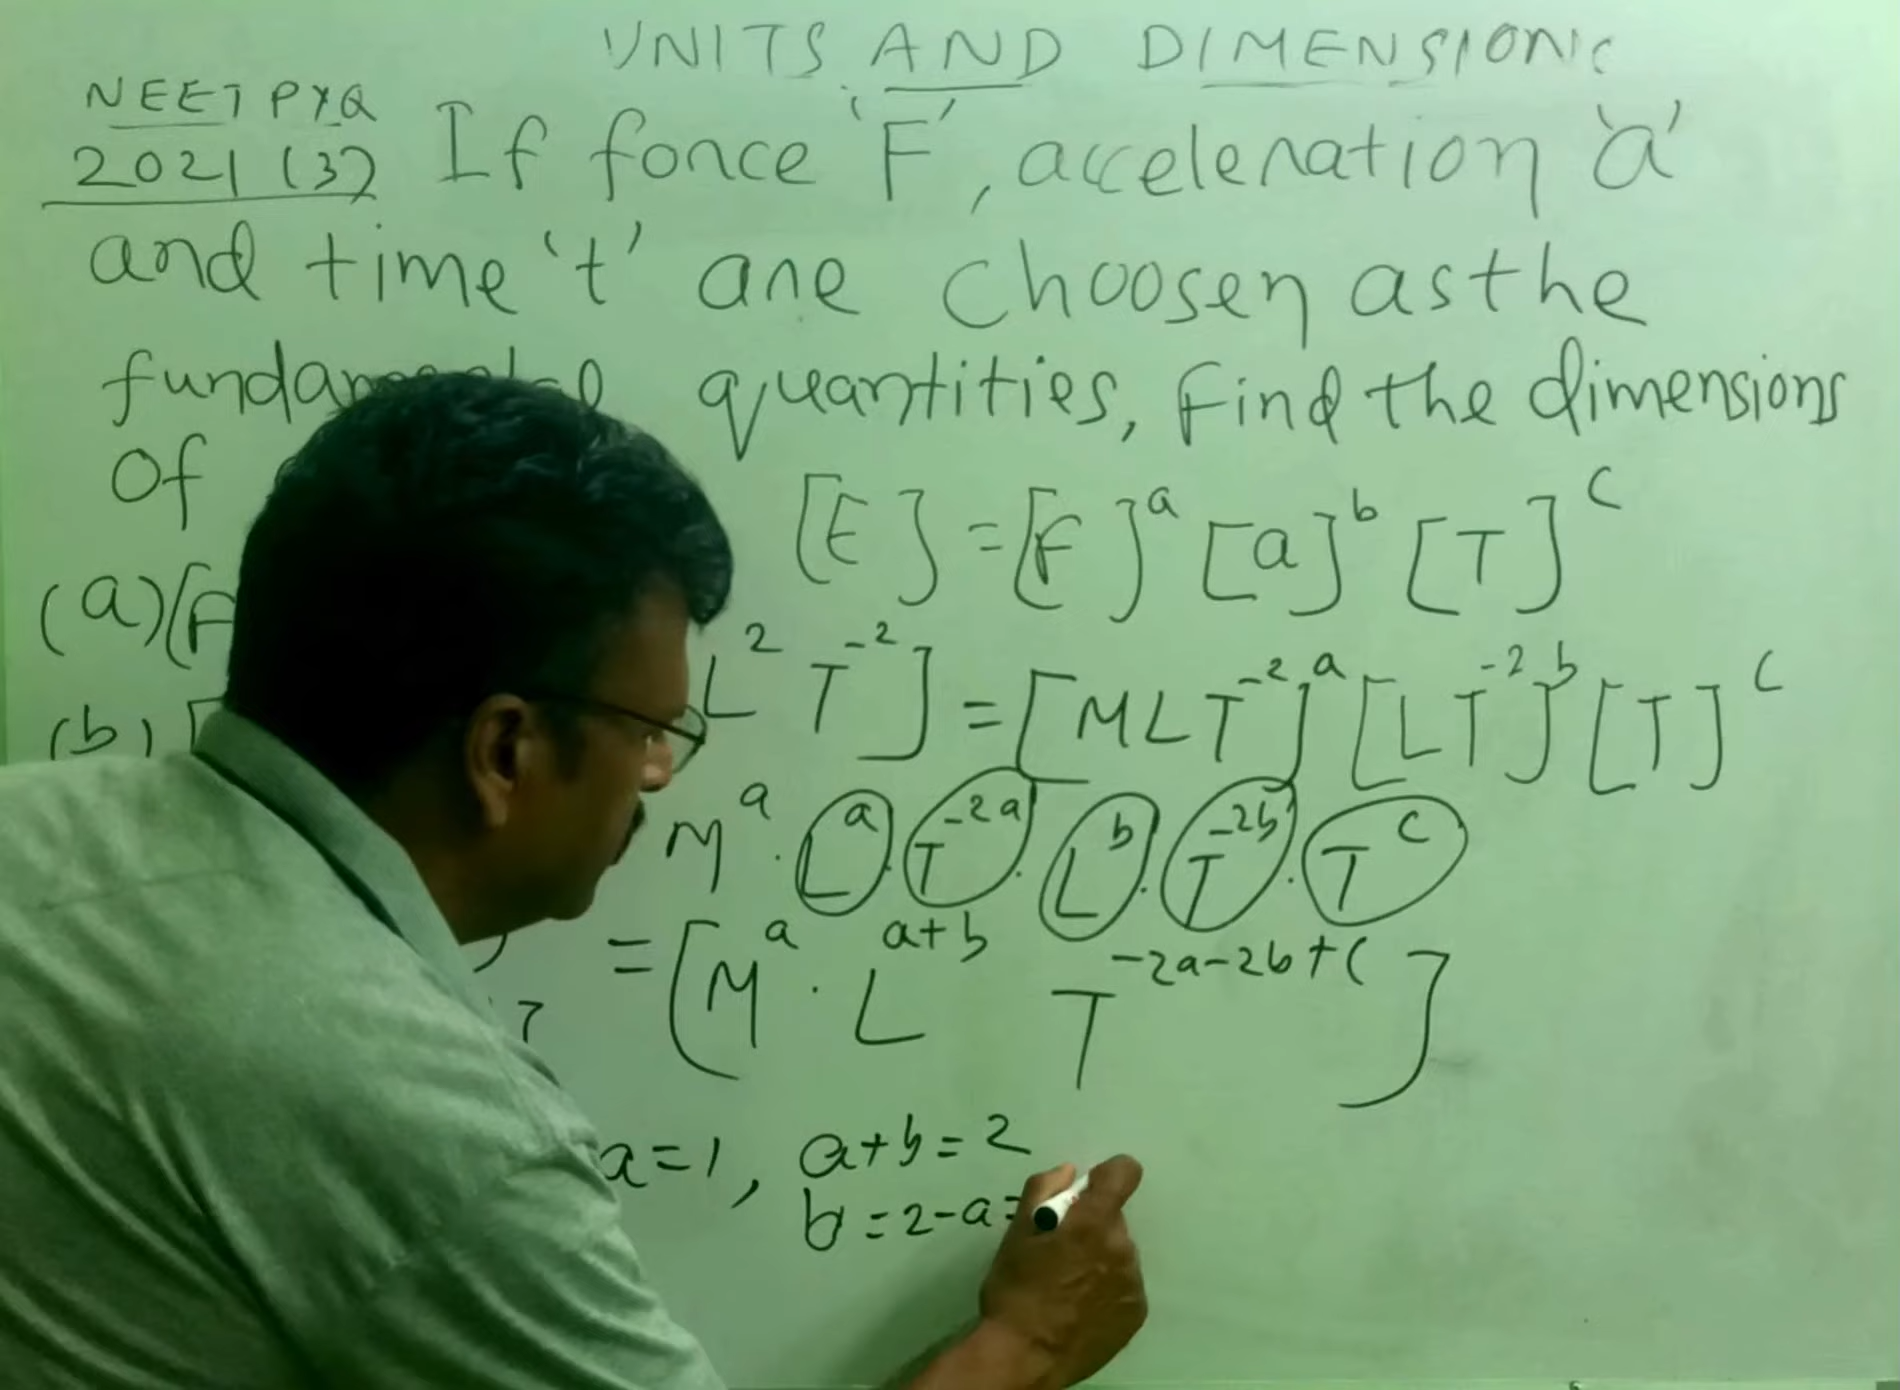 UNITS AND DIMENSIONS
NEET PYQ
2021 (3)
If force 'F', acceleration 'a'
and time 't' are choosen as the
quantities, Find the dimensions
of
[E] = [F]^a [a]^b [T]^c
(a) [F
L^2 T^-2] = [MLT^-2]^a [LT^-2]^b [T]^c
(b) [
M^a . L^a . T^-2a . L^b . T^-2b . T^c
= [M^a . L^a+b T^-2a-2b+c]
a=1, a+b=2
b=2-a=